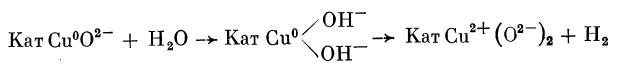 Кат Cu⁰O²⁻ + H₂O → Кат Cu⁰ OH⁻ OH⁻ → Кат Cu²⁺ (O²⁻)₂ + H₂